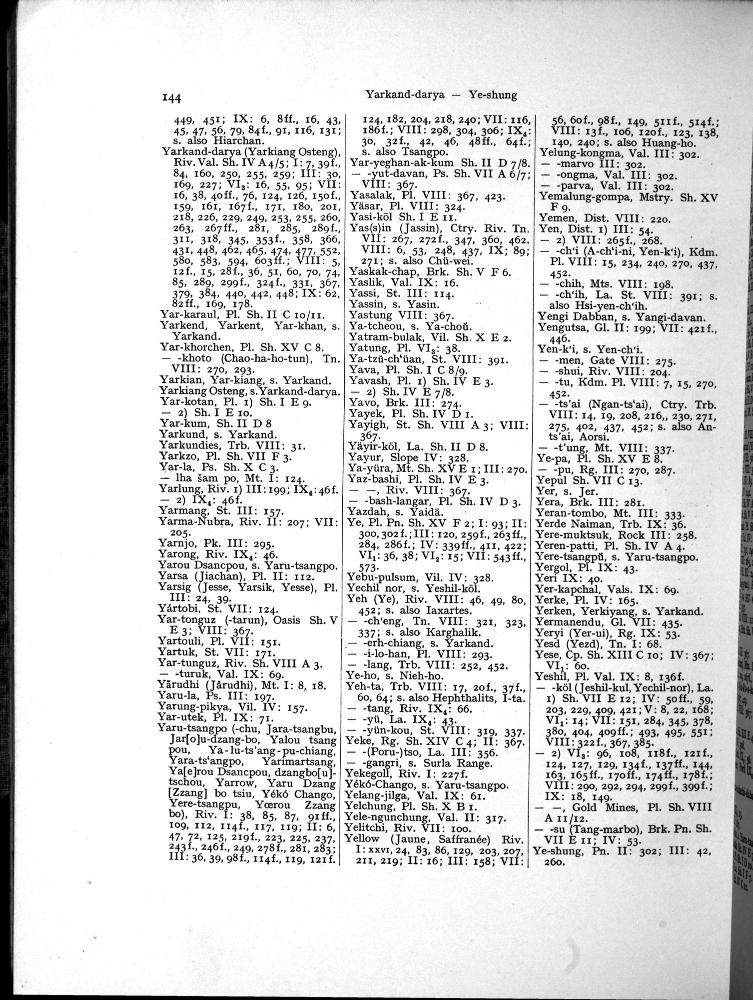 144
Yarkand-darya — Ye-shung
449, 451; IX: 6, 8ff., 16, 43,
45, 47, 56, 79, 84f., 91, 116, 131;
s. also Hiarchan.
Yarkand-darya (Yarkiang Osteng),
Riv. Val. Sh. IV A 4/5; I: 7, 39f.,
84, 160, 250, 255, 259; III: 30,
169, 227; VI₂: 16, 55, 95; VII:
16, 38, 40ff., 76, 124, 126, 150f.,
159, 161, 167f., 171, 180, 201,
218, 226, 229, 249, 253, 255, 260,
263, 267ff., 281, 285, 289f.,
311, 318, 345, 353f., 358, 366,
431, 448, 462, 465, 474, 477, 552,
580, 583, 594, 603ff.; VIII: 5,
12f., 15, 28f., 36, 51, 60, 70, 74,
85, 289, 299f., 324f., 331, 367,
379, 384, 440, 442, 448; IX: 62,
82ff., 169, 178.
Yar-karaul, Pl. Sh. II C 10/11.
Yarkend, Yarkent, Yar-khan, s.
Yarkand.
Yar-khorchen, Pl. Sh. XV C 8.
— -khoto (Chao-ha-ho-tun), Tn.
VIII: 270, 293.
Yarkian, Yar-kiang, s. Yarkand.
Yarkiang Osteng, s. Yarkand-darya.
Yar-kotan, Pl. 1) Sh. I E 9.
— 2) Sh. I E 10.
Yar-kum, Sh. II D 8
Yarkund, s. Yarkand.
Yarkundies, Trb. VIII: 31.
Yarkzo, Pl. Sh. VII F 3.
Yar-la, Ps. Sh. X C 3.
— lha šam po, Mt. I: 124.
Yarlung, Riv. 1) III: 199; IX₄: 46f.
— 2) IX₄: 46f.
Yarmang, St. III: 157.
Yarma-Nubra, Riv. II: 207; VII:
205.
Yarnjo, Pk. III: 295.
Yarong, Riv. IX₄: 46.
Yarou Dsancpou, s. Yaru-tsangpo.
Yarsa (Jiachan), Pl. II: 112.
Yarsig (Jesse, Yarsik, Yesse), Pl.
III: 24, 39.
Yártobi, St. VII: 124.
Yar-tonguz (-tarun), Oasis Sh. V
E 3; VIII: 367.
Yartouli, Pl. VII: 151.
Yartuk, St. VII: 171.
Yar-tunguz, Riv. Sh. VIII A 3.
— -turuk, Val. IX: 69.
Yārudhi (Jârudhi), Mt. I: 8, 18.
Yaru-la, Ps. III: 197.
Yarung-pikya, Vil. IV: 157.
Yar-utek, Pl. IX: 71.
Yaru-tsangpo (-chu, Jara-tsangbu,
Jar[o]u-dzang-bo, Yalou tsang
pou, Ya-lu-ts'ang-pu-chiang,
Yara-ts'angpo, Yarimartsang,
Ya[e]rou Dsancpou, dzangbo[u]-
tschou, Yarrow, Yaru Dzang
[Zzang] bo tsiu, Yékó Chango,
Yere-tsangpu, Yœrou Zzang
bo), Riv. I: 38, 85, 87, 91ff.,
109, 112, 114f., 117, 119; II: 6,
47, 72, 125, 219f., 223, 225, 237,
243f., 246f., 249, 278f., 281, 283;
III: 36, 39, 98f., 114f., 119, 121f.
124, 182, 204, 218, 240; VII: 116,
186f.; VIII: 298, 304, 306; IX₄:
30, 32f., 42, 46, 48ff., 64f.;
s. also Tsangpo.
Yar-yeghan-ak-kum Sh. II D 7/8.
— -yut-davan, Ps. Sh. VII A 6/7;
VIII: 367.
Yasalak, Pl. VIII: 367, 423.
Yāsar, Pl. VIII: 324.
Yasi-köl Sh. I E 11.
Yas(s)in (Jassin), Ctry. Riv. Tn.
VII: 267, 272f., 347, 360, 462.
VIII: 6, 53, 248, 437, IX; 89;
271; s. also Chü-wei.
Yaskak-chap, Brk. Sh. V F 6.
Yaslik, Val. IX: 16.
Yassi, St. III: 114.
Yassin, s. Yasin.
Yastung VIII: 367.
Ya-tcheou, s. Ya-choŭ.
Yatram-bulak, Vil. Sh. X E 2.
Yatung, Pl. VI₂: 38.
Ya-tzŭ-ch'üan, St. VIII: 391.
Yava, Pl. Sh. I C 8/9.
Yavash, Pl. 1) Sh. IV E 3.
— 2) Sh. IV E 7/8.
Yavo, Brk. III: 274.
Yayek, Pl. Sh. IV D 1.
Yayigh, St. Sh. VIII A 3; VIII:
367.
Yäyir-köl, La. Sh. II D 8.
Yayur, Slope IV: 328.
Ya-yüra, Mt. Sh. XV E 1; III: 270.
Yaz-bashi, Pl. Sh. IV E 3.
— —, Riv. VIII: 367.
— -bash-langar, Pl. Sh. IV D 3.
Yazdah, s. Yaidä.
Ye, Pl. Pn. Sh. XV F 2; I: 93; II:
300, 302f.; III: 120, 259f., 263ff.,
284, 286f.; IV: 339ff., 411, 422;
VI₁: 36, 38; VI₂: 15; VII: 543ff.,
573.
Yebu-pulsum, Vil. IV: 328.
Yechil nor, s. Yeshil-köl.
Yeh (Ye), Riv. VIII: 46, 49, 80,
452; s. also Iaxartes.
— -ch'eng, Tn. VIII: 321, 323,
337; s. also Karghalik.
— -erh-chiang, s. Yarkand.
— -i-lo-han, Pl. VIII: 293.
— -lang, Trb. VIII: 252, 452.
Ye-ho, s. Nieh-ho.
Yeh-ta, Trb. VIII: 17, 20f., 37f.,
60, 64; s. also Hephthalits, I-ta.
— -tang, Riv. IX₄: 66.
— -yü, La. IX₄: 43.
— -yün-kou, St. VIII: 319, 337.
Yeke, Rg. Sh. XIV C 4; II: 367.
— -(Poru-)tso, La. III: 356.
— -gangri, s. Surla Range.
Yekegoll, Riv. I: 227f.
Yékó-Chango, s. Yaru-tsangpo.
Yelang-jilga, Val. IX: 61.
Yelchung, Pl. Sh. X B 1.
Yele-ngunchung, Val. II: 317.
Yelitchi, Riv. VII: 100.
Yellow (Jaune, Saffranée) Riv.
I: XXVI, 24, 83, 86, 129, 203, 207,
211, 219; II: 16; III: 158; VII:
56, 60f., 98f., 149, 511f., 514f.;
VIII: 13f., 106, 120f., 123, 138,
140, 240; s. also Huang-ho.
Yelung-kongma, Val. III: 302.
— -marvo III: 302.
— -ongma, Val. III: 302.
— -parva, Val. III: 302.
Yemalung-gompa, Mstry. Sh. XV
F 9.
Yemen, Dist. VIII: 220.
Yen, Dist. 1) III: 54.
— 2) VIII: 265f., 268.
— -ch'i (A-ch'i-ni, Yen-k'i), Kdm.
Pl. VIII: 15, 234, 240, 270, 437,
452.
— -chih, Mts. VIII: 198.
— -ch'ih, La. St. VIII: 391; s.
also Hsi-yen-ch'ih.
Yengi Dabban, s. Yangi-davan.
Yengutsa, Gl. II: 199; VII: 421f.,
446.
Yen-k'i, s. Yen-ch'i.
— -men, Gate VIII: 275.
— -shui, Riv. VIII: 204.
— -tu, Kdm. Pl. VIII: 7, 15, 270,
452.
— -ts'ai (Ngan-ts'ai), Ctry. Trb.
VIII: 14, 19, 208, 216,, 230, 271,
275, 402, 437, 452; s. also An-
ts'ai, Aorsi.
— -t'ung, Mt. VIII: 337.
Ye-pa, Pl. Sh. XV E 8.
— -pu, Rg. III: 270, 287.
Yepul Sh. VII C 13.
Yer, s. Jer.
Yera, Brk. III: 281.
Yeran-tombo, Mt. III: 333.
Yerde Naiman, Trb. IX: 36.
Yere-muktsuk, Rock III: 258.
Yeren-patti, Pl. Sh. IV A 4.
Yere-tsangpŭ, s. Yaru-tsangpo.
Yergol, Pl. IX: 43.
Yeri IX: 40.
Yer-kapchal, Vals. IX: 69.
Yerke, Pl. IV: 165.
Yerken, Yerkiyang, s. Yarkand.
Yermanendu, Gl. VII: 435.
Yeryi (Yer-ui), Rg. IX: 53.
Yesd (Yezd), Tn. I: 68.
Yese, Cp. Sh. XIII C 10; IV: 367;
VI₁: 60.
Yeshil, Pl. Val. IX: 8, 136f.
— -köl (Jeshil-kul, Yechil-nor), La.
1) Sh. VII E 12; IV: 50ff., 59,
203, 229, 409, 421; V: 8, 22, 168;
VI₁: 14; VII: 151, 284, 345, 378,
380, 404, 409ff.; 493, 495, 551;
VIII: 322f., 367, 385.
— 2) VI₂: 96, 108, 118f., 121f.,
124, 127, 129, 134f., 137ff., 144,
163, 165ff., 170ff., 174ff., 178f.;
VIII: 290, 292, 294, 299f., 399f.;
IX: 18, 149.
— —, Gold Mines, Pl. Sh. VIII
A 11/12.
— -su (Tang-marbo), Brk. Pn. Sh.
VII E 11; IV: 53.
Ye-shung, Pn. II: 302; III: 42,
260.